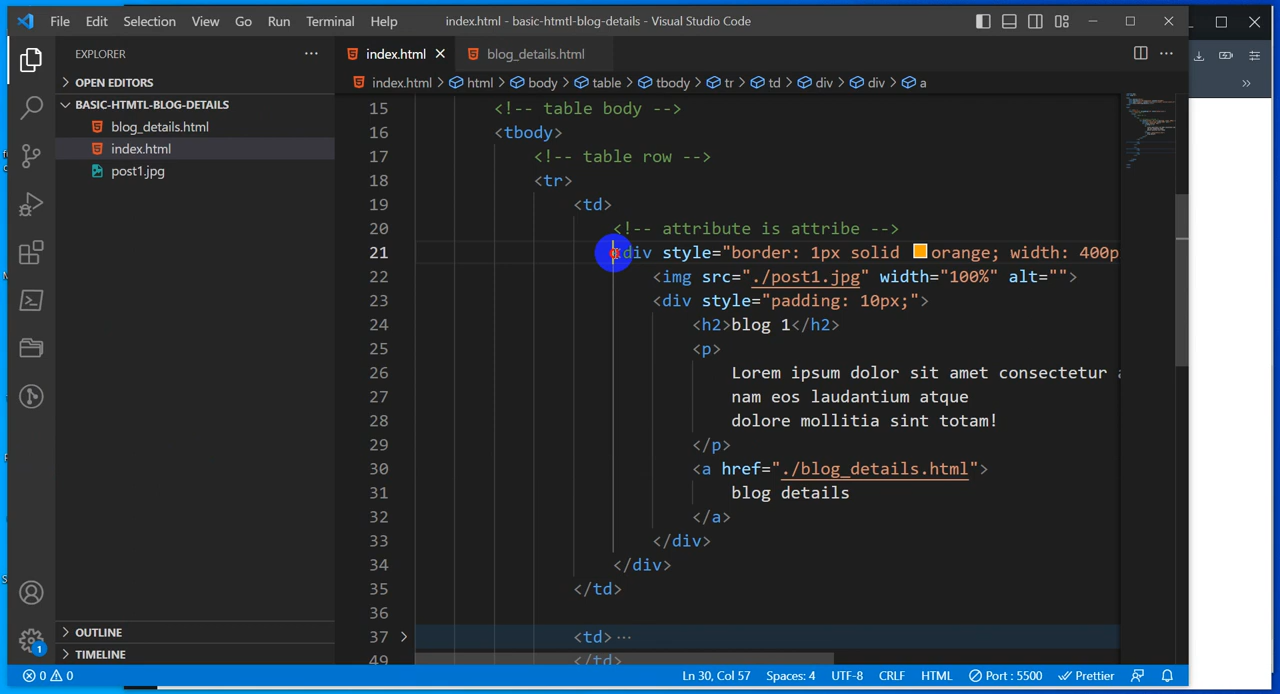 File Edit Selection View Go Run Terminal Help
index.html - basic-htmtl-blog-details - Visual Studio Code
EXPLORER
OPEN EDITORS
BASIC-HTMTL-BLOG-DETAILS
blog_details.html
index.html
post1.jpg
OUTLINE
TIMELINE
index.html
blog_details.html
index.html > html > body > table > tbody > tr > td > div > div > a
15 <!-- table body -->
16 <tbody>
17 <!-- table row -->
18 <tr>
19 <td>
20 <!-- attribute is attribe -->
21 <div style="border: 1px solid orange; width: 400p
22 <img src="./post1.jpg" width="100%" alt="">
23 <div style="padding: 10px;">
24 <h2>blog 1</h2>
25 <p>
26 Lorem ipsum dolor sit amet consectetur
27 nam eos laudantium atque
28 dolore mollitia sint totam!
29 </p>
30 <a href="./blog_details.html">
31 blog details
32 </a>
33 </div>
34 </div>
35 </td>
36
37 <td>…
49 </td>
1
0 0
Ln 30, Col 57
Spaces: 4
UTF-8
CRLF
HTML
Port : 5500
Prettier